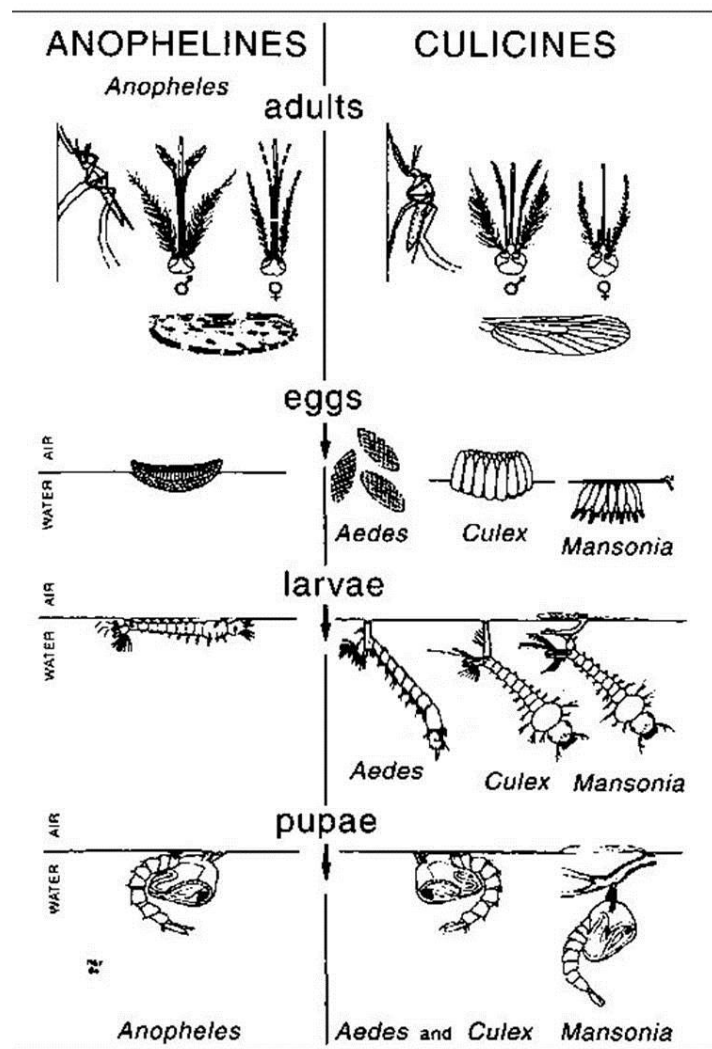 ANOPHELINES
CULICINES
Anopheles
adults
♂
♀
♂
♀
eggs
AIR
WATER
Aedes
Culex
Mansonia
larvae
AIR
WATER
Aedes
Culex
Mansonia
pupae
AIR
WATER
Anopheles
Aedes and Culex
Mansonia